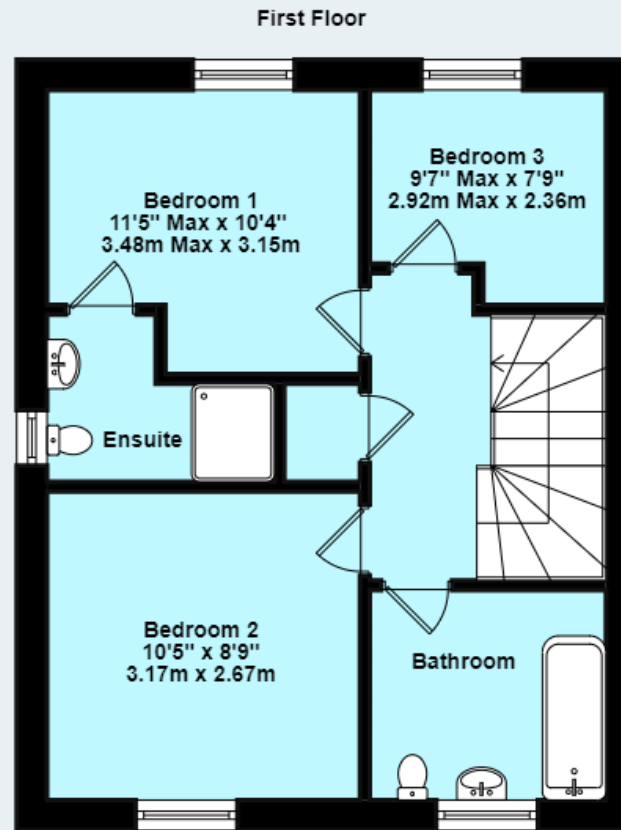 First Floor
Bedroom 1
11'5" Max x 10'4"
3.48m Max x 3.15m
Bedroom 3
9'7" Max x 7'9"
2.92m Max x 2.36m
Ensuite
Bedroom 2
10'5" x 8'9"
3.17m x 2.67m
Bathroom